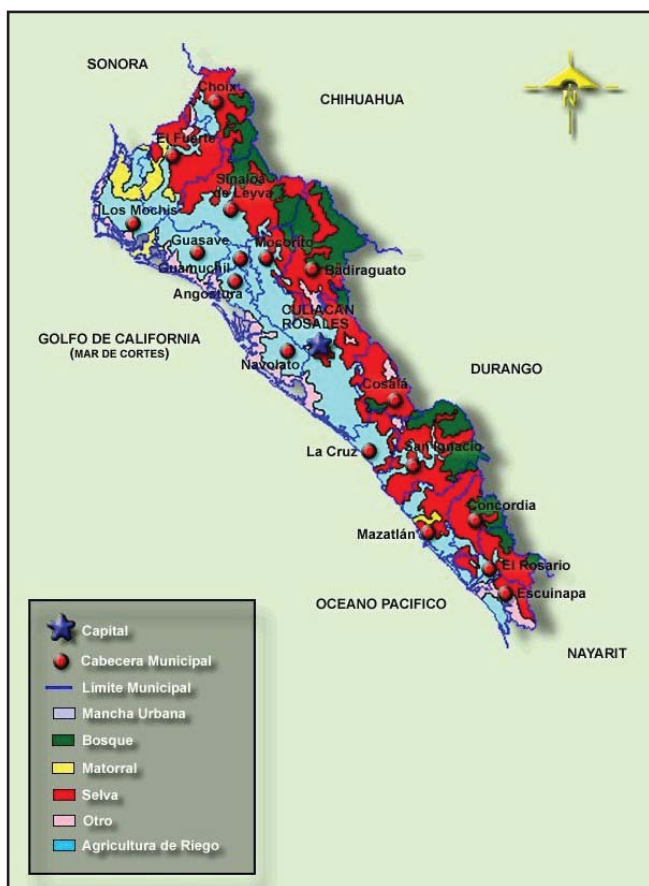 SONORA
Choix
CHIHUAHUA
N
El Fuerte
Sinaloa
de Leyva
Los Mochis
Guasave
Mocorito
Guamuchil
Badiraguato
Angostura
CULIACAN
ROSALES
GOLFO DE CALIFORNIA
(MAR DE CORTES)
Navolato
DURANGO
Cosalá
La Cruz
San Ignacio
Concordia
Mazatlán
El Rosario
Escuinapa
OCEANO PACIFICO
NAYARIT
Capital
Cabecera Municipal
Límite Municipal
Mancha Urbana
Bosque
Matorral
Selva
Otro
Agricultura de Riego